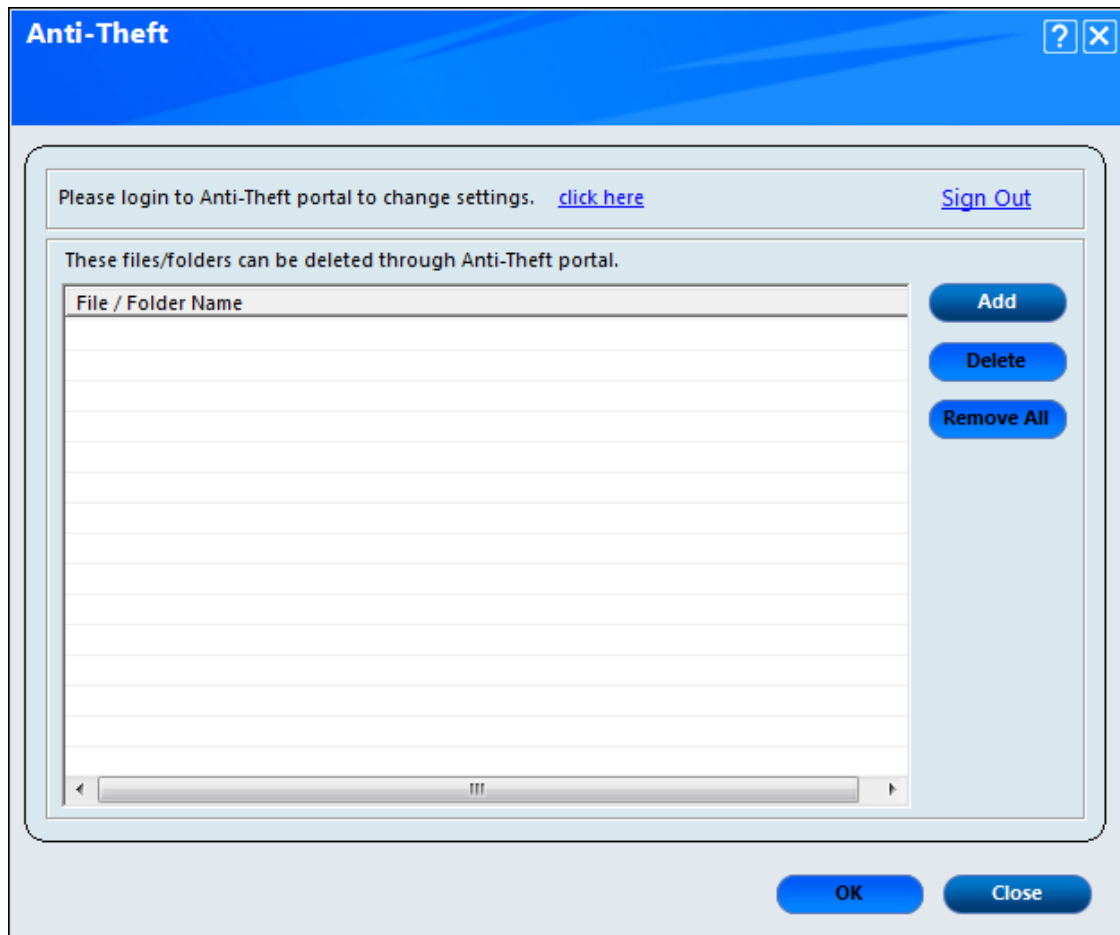 Anti-Theft
Please login to Anti-Theft portal to change settings. click here Sign Out
These files/folders can be deleted through Anti-Theft portal.
File / Folder Name
Add
Delete
Remove All
OK Close